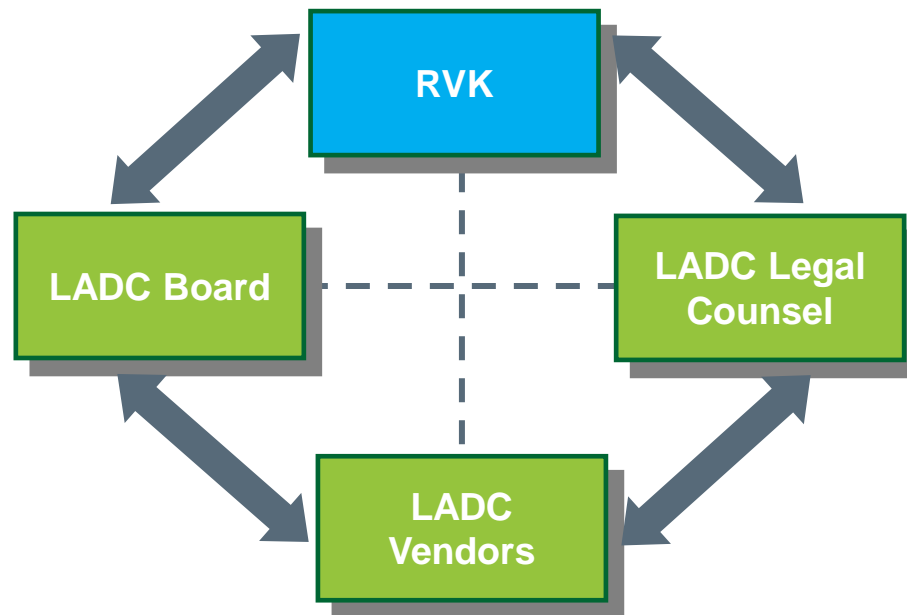 RVK
LADC Board
LADC Legal
Counsel
LADC
Vendors